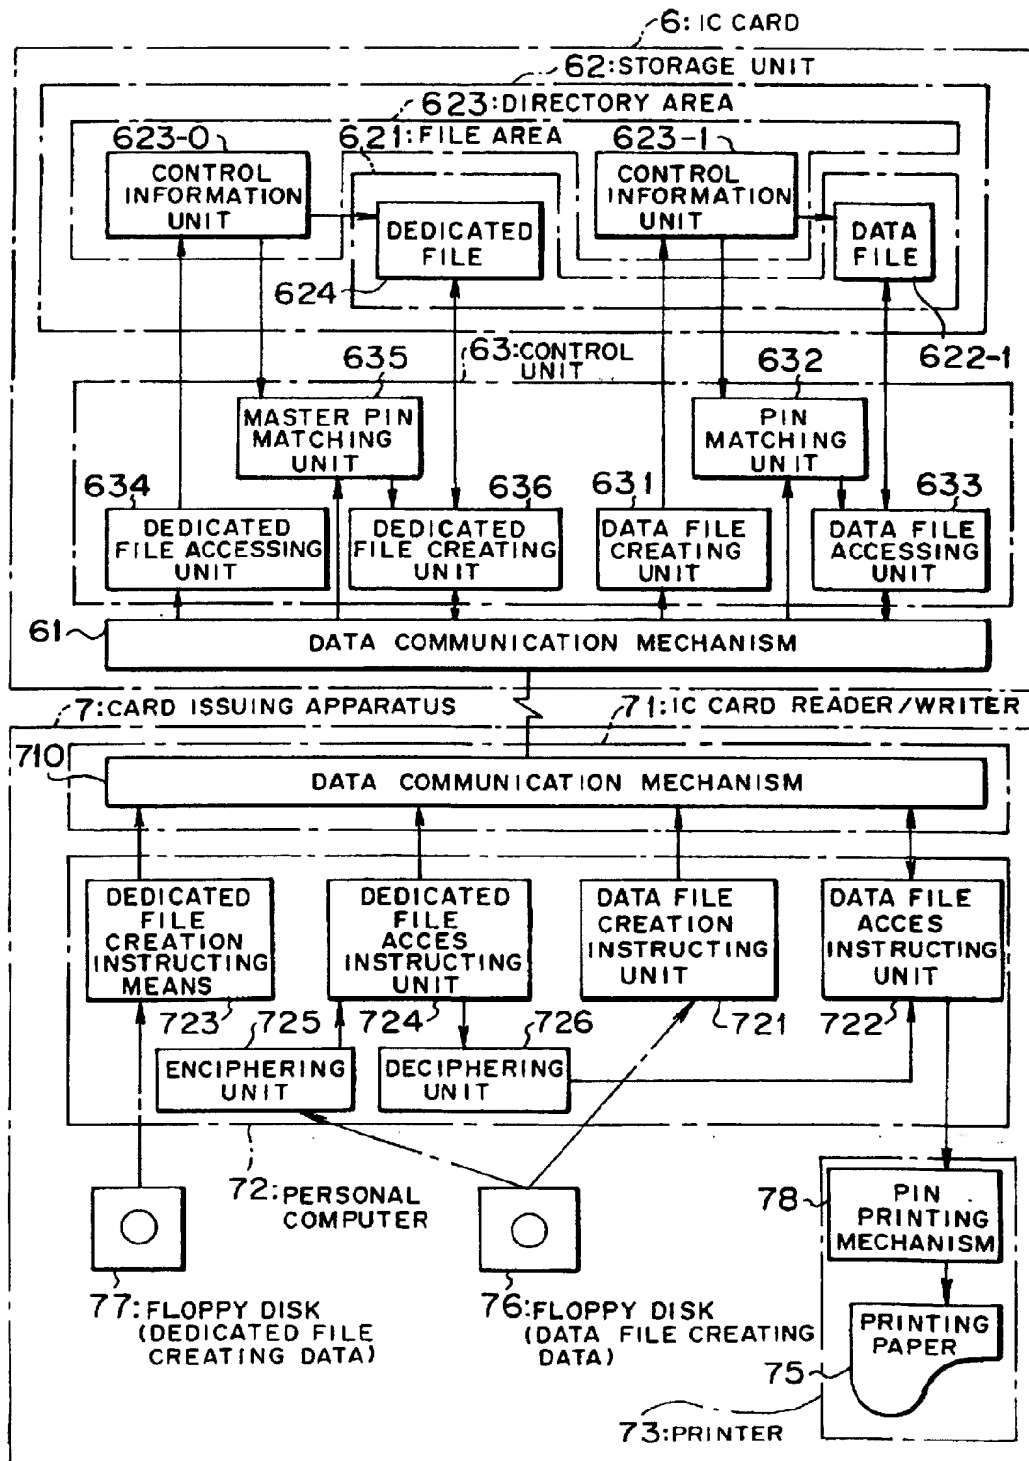 6: IC CARD
62: STORAGE UNIT
623: DIRECTORY AREA
623-0
621: FILE AREA
623-1
CONTROL
INFORMATION
UNIT
DEDICATED
FILE
624
CONTROL
INFORMATION
UNIT
DATA
FILE
622-1
635
63: CONTROL
UNIT
632
MASTER PIN
MATCHING
UNIT
PIN
MATCHING
UNIT
634
636
631
633
DEDICATED
FILE ACCESSING
UNIT
DEDICATED
FILE CREATING
UNIT
DATA FILE
CREATING
UNIT
DATA FILE
ACCESSING
UNIT
61
DATA COMMUNICATION MECHANISM
7: CARD ISSUING APPARATUS
71: IC CARD READER/WRITER
710
DATA COMMUNICATION MECHANISM
DEDICATED
FILE
CREATION
INSTRUCTING
MEANS
723
DEDICATED
FILE
ACCES
INSTRUCTING
UNIT
724
DATA FILE
CREATION
INSTRUCTING
UNIT
721
DATA FILE
ACCES
INSTRUCTING
UNIT
722
725
726
ENCIPHERING
UNIT
DECIPHERING
UNIT
72: PERSONAL
COMPUTER
77: FLOPPY DISK
(DEDICATED FILE
CREATING DATA)
76: FLOPPY DISK
(DATA FILE CREATING
DATA)
78
PIN
PRINTING
MECHANISM
PRINTING
PAPER
75
73: PRINTER